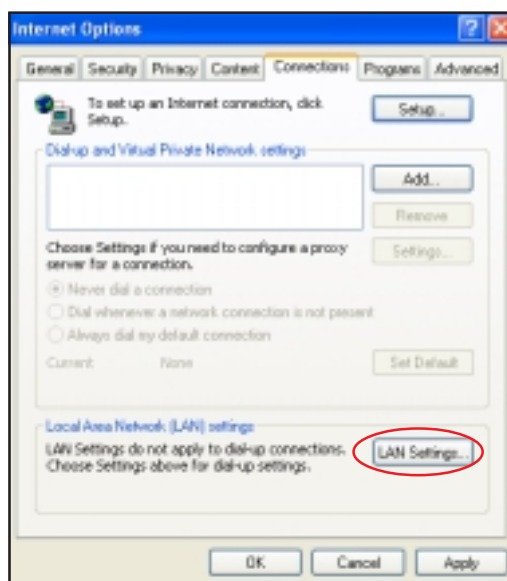 Internet Options
General Security Privacy Content Connections Programs Advanced
To set up an Internet connection, click
Setup.
Setup...
Dial-up and Virtual Private Network settings
Add...
Remove
Choose Settings if you need to configure a proxy
server for a connection.
Settings...
Never dial a connection
Dial whenever a network connection is not present
Always dial my default connection
Current: None
Set Default
Local Area Network (LAN) settings
LAN Settings do not apply to dial-up connections.
Choose Settings above for dial-up settings.
LAN Settings...
OK Cancel Apply